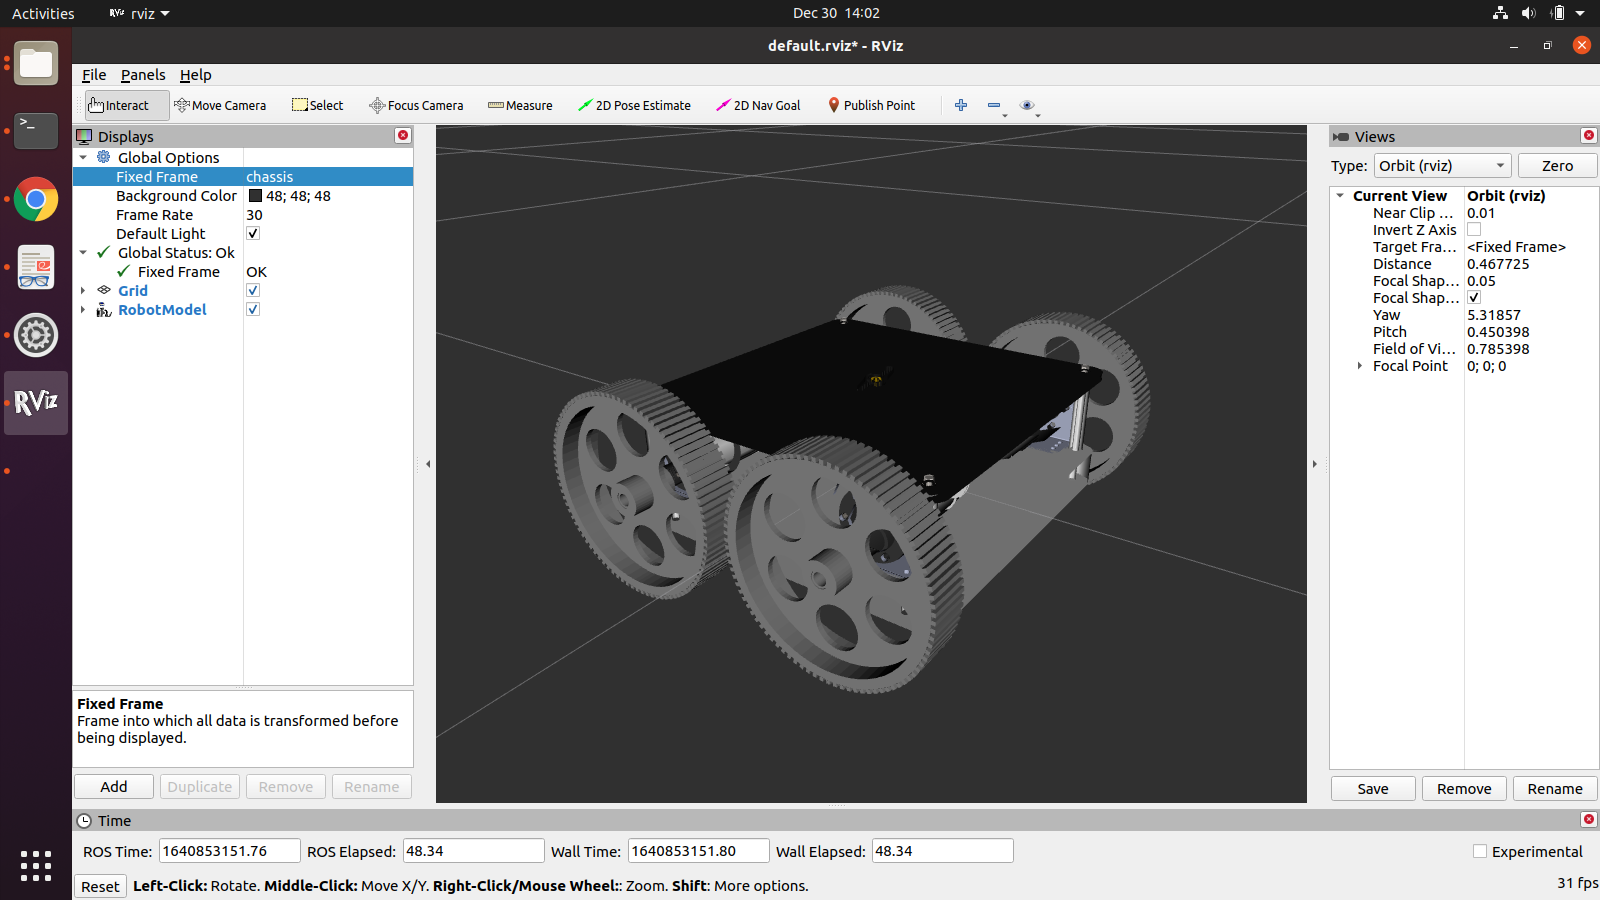 Activities RViz rviz Dec 30 14:02
default.rviz* - RViz
File Panels Help
Interact Move Camera Select Focus Camera Measure 2D Pose Estimate 2D Nav Goal Publish Point
Displays
Global Options
Fixed Frame chassis
Background Color 48; 48; 48
Frame Rate 30
Default Light
Global Status: Ok
Fixed Frame OK
Grid
RobotModel
Fixed Frame
Frame into which all data is transformed before
being displayed.
Add Duplicate Remove Rename
>_
RViz
Views
Type: Orbit (rviz) Zero
Current View Orbit (rviz)
Near Clip ... 0.01
Invert Z Axis
Target Fra... <Fixed Frame>
Distance 0.467725
Focal Shap... 0.05
Focal Shap...
Yaw 5.31857
Pitch 0.450398
Field of Vi... 0.785398
Focal Point 0; 0; 0
Save Remove Rename
Time
ROS Time: 1640853151.76 ROS Elapsed: 48.34 Wall Time: 1640853151.80 Wall Elapsed: 48.34 Experimental
Reset Left-Click: Rotate. Middle-Click: Move X/Y. Right-Click/Mouse Wheel:: Zoom. Shift: More options. 31 fps